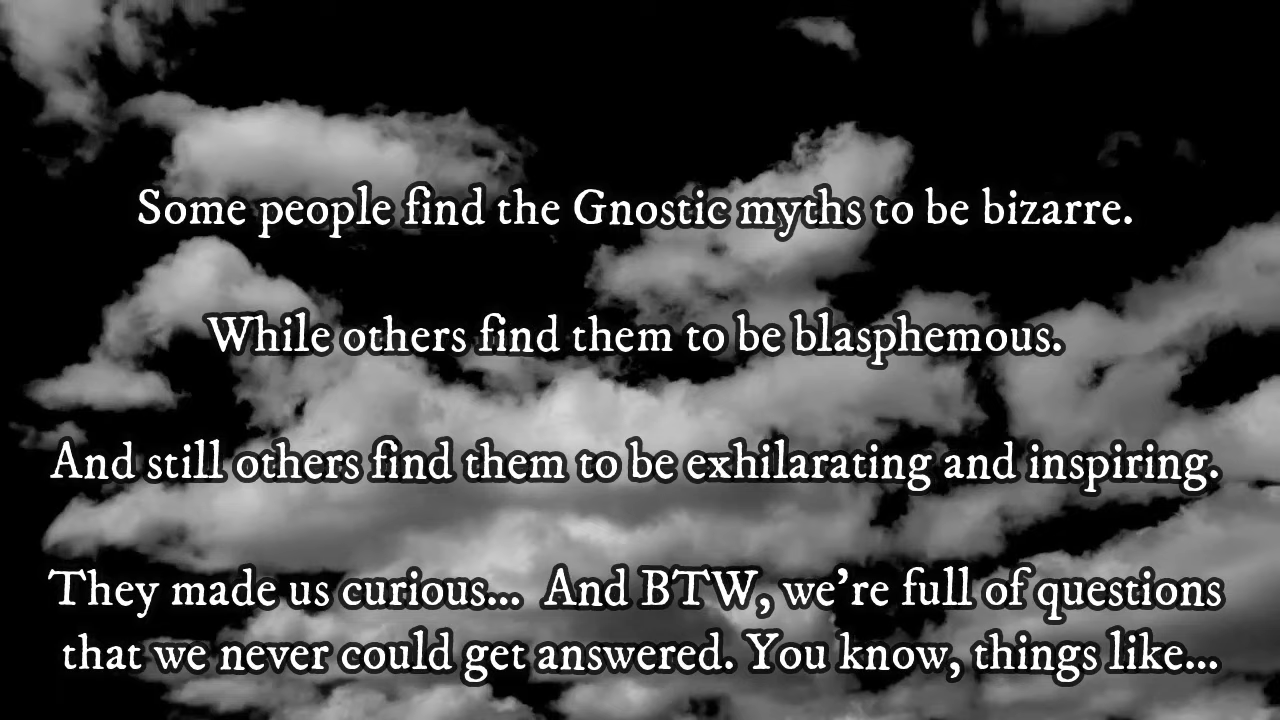 Some people find the Gnostic myths to be bizarre.
While others find them to be blasphemous.
And still others find them to be exhilarating and inspiring.
They made us curious... And BTW, we're full of questions
that we never could get answered. You know, things like...